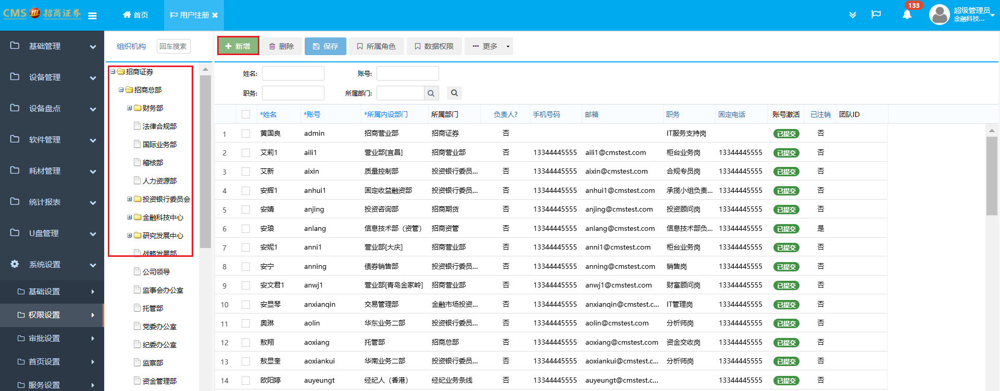 CMS 招商证券
首页
用户注册
133
超级管理员
金融科技...
基础管理
设备管理
设备盘点
软件管理
耗材管理
统计报表
U盘管理
系统设置
基础设置
权限设置
审批设置
首页设置
服务设置
组织机构 回车搜索
招商证券
招商总部
财务部
法律合规部
国际业务部
稽核部
人力资源部
投资银行委员会
金融科技中心
研究发展中心
战略发展部
公司领导
监事会办公室
托管部
党委办公室
纪委办公室
监察部
资金管理部
新增 删除 保存 所属角色 数据权限 更多
姓名: 账号:
职务: 所属部门:
*姓名 *账号 *所属内设部门 所属部门 负责人? 手机号码 邮箱 职务 固定电话 账号激活 已注销 团队ID
1 黄国良 admin 招商营业部 招商证券 否 IT服务支持岗 已提交 否
2 艾莉1 aili1 营业部[宜昌] 招商营业部 否 13344445555 aili1@cmstest.com 柜台业务岗 13344445555 已提交 否
3 艾新 aixin 质量控制部 投资银行委员... 否 13344445555 aixin@cmstest.com 合规专员岗 13344445555 已提交 否
4 安辉1 anhui1 固定收益融资部 投资银行委员... 否 13344445555 anhui1@cmstest.com 承揽小组负责... 13344445555 已提交 否
5 安婧 anjing 投资咨询部 招商期货 否 13344445555 anjing@cmstest.com 投资顾问岗 13344445555 已提交 否
6 安琅 anlang 信息技术部（资管） 招商资管 否 13344445555 anlang@cmstest.com 信息技术部负... 13344445555 已提交 是
7 安妮1 anni1 营业部[大庆] 招商营业部 否 13344445555 anni1@cmstest.com 柜台业务岗 13344445555 已提交 否
8 安宁 anning 债券销售部 投资银行委员... 否 13344445555 anning@cmstest.com 销售岗 13344445555 已提交 否
9 安文君1 anwj1 营业部[青岛金家岭] 招商营业部 否 13344445555 anwj1@cmstest.com 财富顾问岗 13344445555 已提交 否
10 安显琴 anxianqin 交易管理部 金融市场投资... 否 13344445555 anxianqin@cmstest.c... IT管理岗 13344445555 已提交 否
11 奥琳 aolin 华东业务二部 投资银行委员... 否 13344445555 aolin@cmstest.com 分析师岗 13344445555 已提交 否
12 敖翔 aoxiang 托管部 招商总部 否 13344445555 aoxiang@cmstest.com 资金交收岗 13344445555 已提交 否
13 敖显奎 aoxiankui 华南业务二部 投资银行委员... 否 13344445555 aoxiankui@cmstest.c... 分析师岗 13344445555 已提交 否
14 欧阳婷 auyeungt 经纪人（香港） 经纪业务条线 否 13344445555 auyeungt@cmstest.c... 13344445555 已提交 否